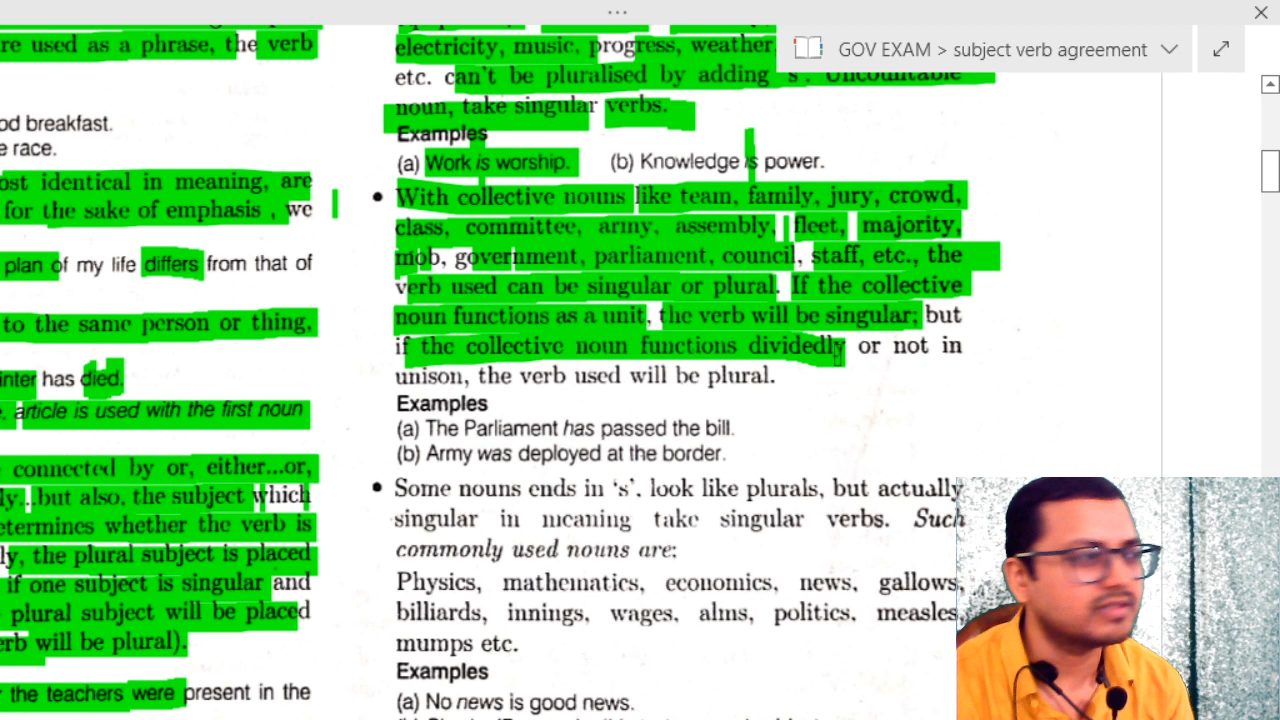 GOV EXAM > subject verb agreement
re used as a phrase, the verb
od breakfast.
e race.
ost identical in meaning, are
for the sake of emphasis , we
plan of my life differs from that of
to the same person or thing,
inter has died.
, article is used with the first noun
connected by or, either...or,
ly...but also, the subject which
etermines whether the verb is
ly, the plural subject is placed
if one subject is singular and
plural subject will be placed
erb will be plural).
the teachers were present in the
electricity, music, progress, weather,
etc. can't be pluralised by adding 's'. Uncountable
noun, take singular verbs.
Examples
(a) Work is worship. (b) Knowledge is power.
• With collective nouns like team, family, jury, crowd,
class, committee, army, assembly, fleet, majority,
mob, government, parliament, council, staff, etc., the
verb used can be singular or plural. If the collective
noun functions as a unit, the verb will be singular; but
if the collective noun functions dividedly or not in
unison, the verb used will be plural.
Examples
(a) The Parliament has passed the bill.
(b) Army was deployed at the border.
• Some nouns ends in 's', look like plurals, but actually
singular in meaning take singular verbs. Such
commonly used nouns are:
Physics, mathematics, economics, news, gallows,
billiards, innings, wages, alms, politics, measles,
mumps etc.
Examples
(a) No news is good news.